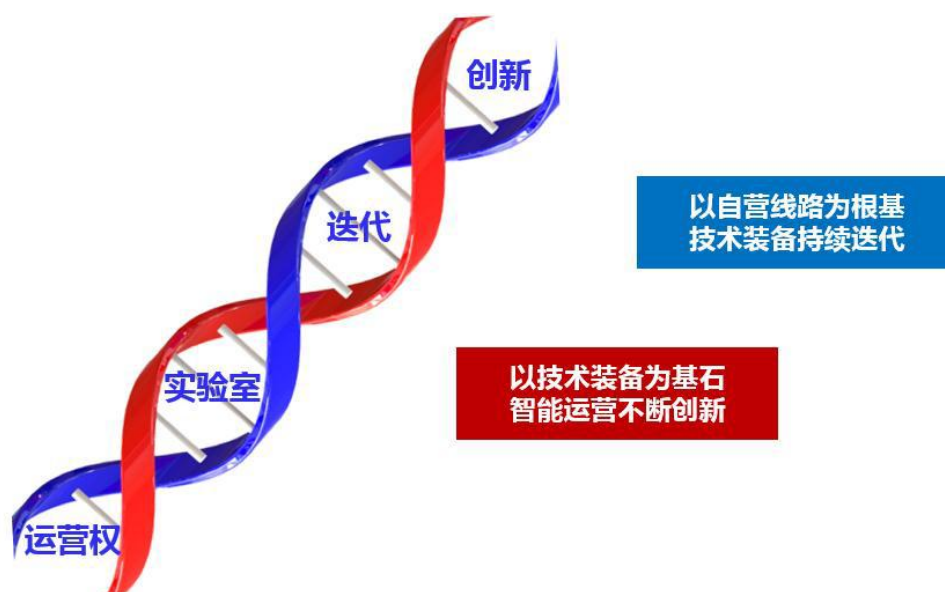 创新
迭代
实验室
运营权
以自营线路为根基
技术装备持续迭代
以技术装备为基石
智能运营不断创新